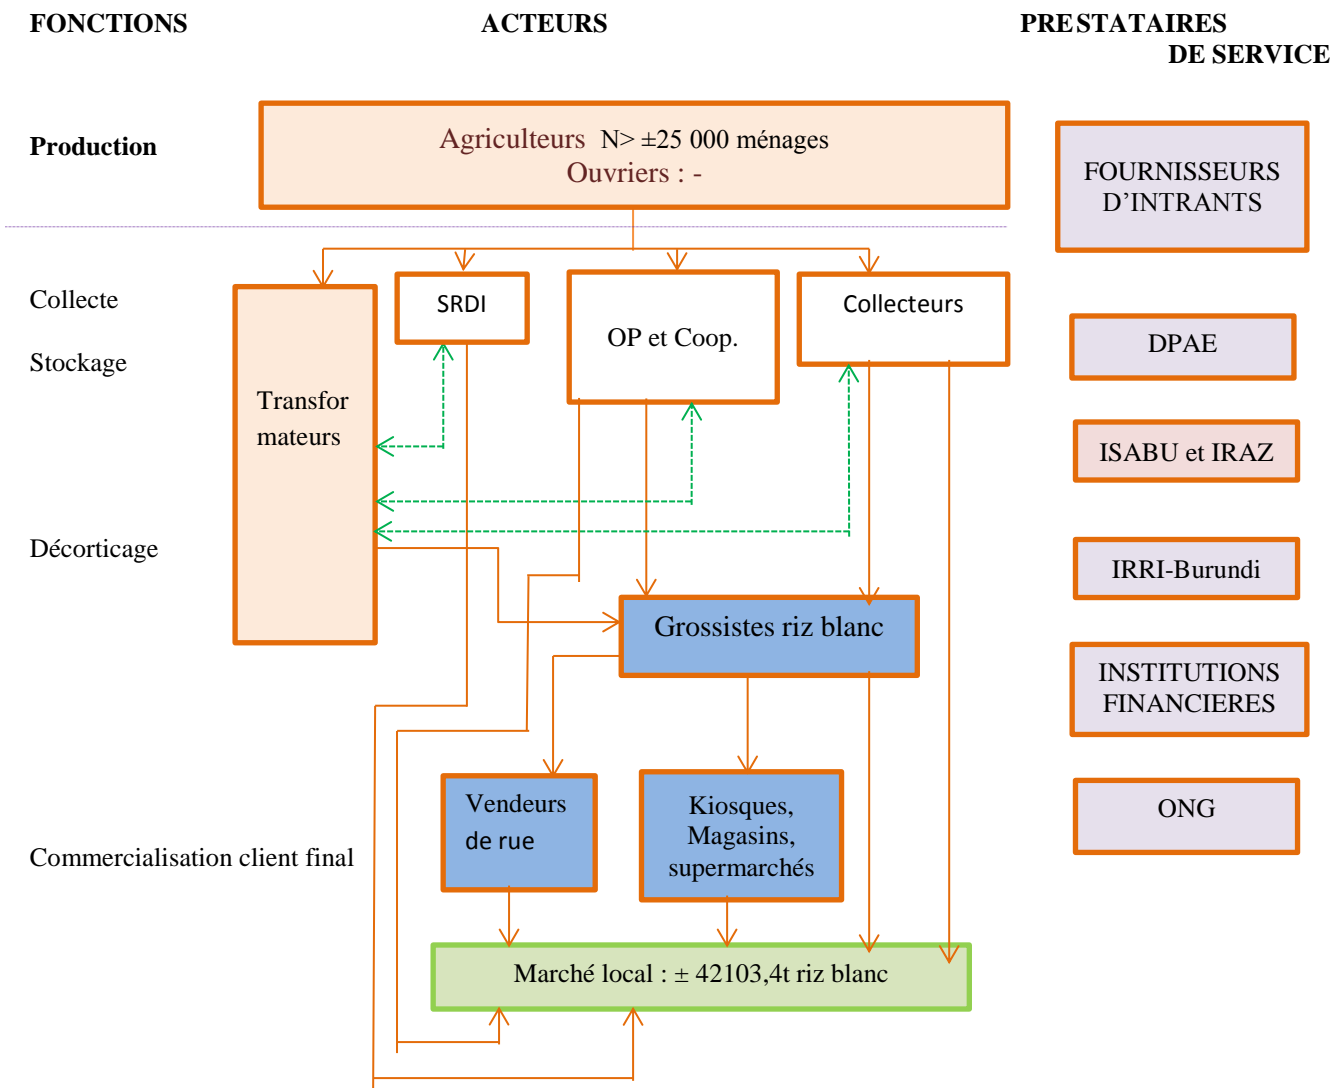 FONCTIONS
ACTEURS
PRESTATAIRES
DE SERVICE
Production
Agriculteurs N> ±25 000 ménages
Ouvriers : -
FOURNISSEURS
D’INTRANTS
Collecte
Stockage
SRDI
OP et Coop.
Collecteurs
DPAE
Transfor
mateurs
ISABU et IRAZ
Décorticage
IRRI-Burundi
Grossistes riz blanc
INSTITUTIONS
FINANCIERES
Vendeurs
de rue
Kiosques,
Magasins,
supermarchés
ONG
Commercialisation client final
Marché local : ± 42103,4t riz blanc